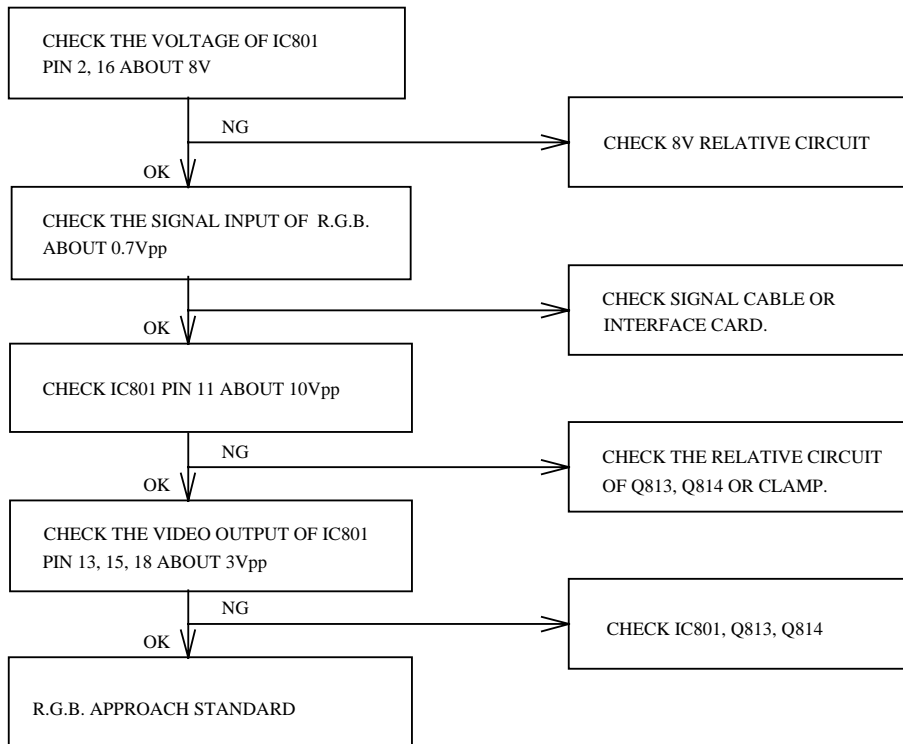 CHECK THE VOLTAGE OF IC801
PIN 2, 16 ABOUT 8V
NG
CHECK 8V RELATIVE CIRCUIT
OK
CHECK THE SIGNAL INPUT OF R.G.B.
ABOUT 0.7Vpp
CHECK SIGNAL CABLE OR
INTERFACE CARD.
OK
CHECK IC801 PIN 11 ABOUT 10Vpp
NG
CHECK THE RELATIVE CIRCUIT
OF Q813, Q814 OR CLAMP.
OK
CHECK THE VIDEO OUTPUT OF IC801
PIN 13, 15, 18 ABOUT 3Vpp
NG
CHECK IC801, Q813, Q814
OK
R.G.B. APPROACH STANDARD